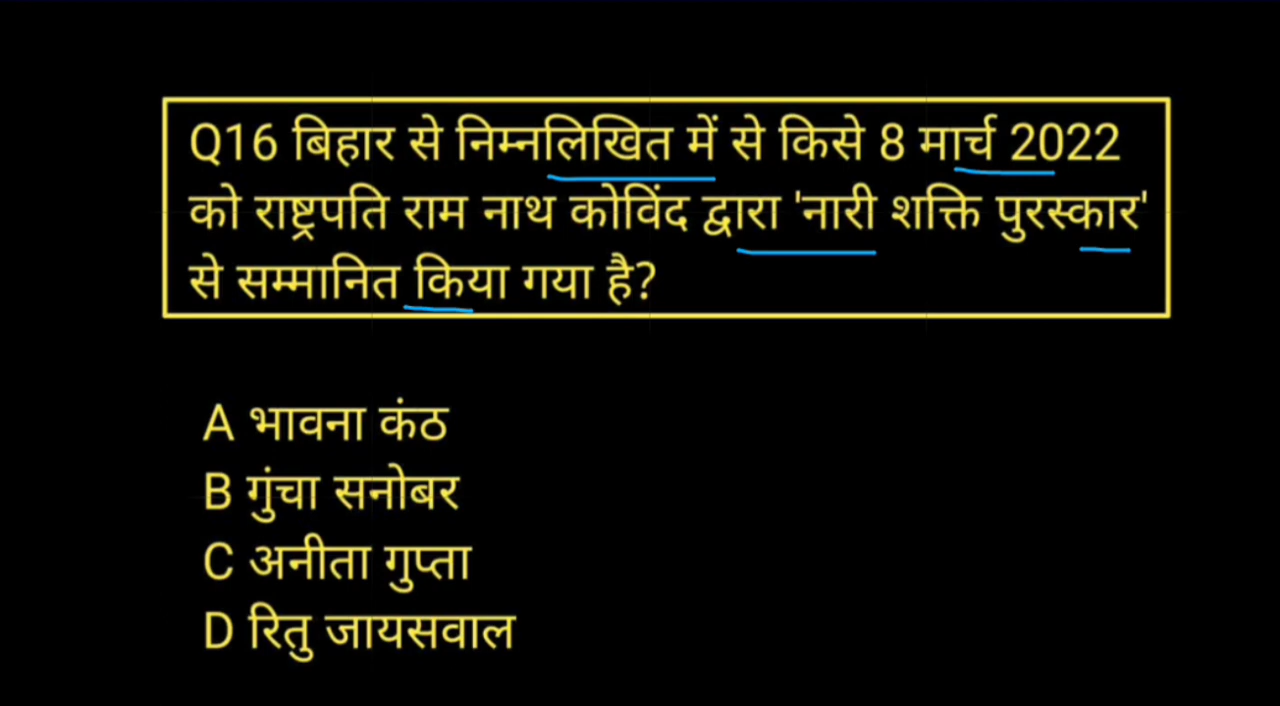 Q16 बिहार से निम्नलिखित में से किसे 8 मार्च 2022
को राष्ट्रपति राम नाथ कोविंद द्वारा 'नारी शक्ति पुरस्कार'
से सम्मानित किया गया है?
A भावना कंठ
B गुंचा सनोबर
C अनीता गुप्ता
D रितु जायसवाल